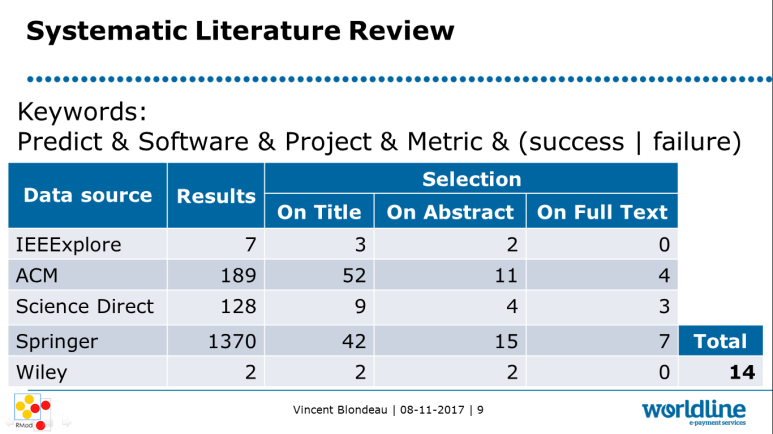 Systematic Literature Review
Keywords:
Predict & Software & Project & Metric & (success | failure)
Data source Results Selection
On Title On Abstract On Full Text
IEEExplore 7 3 2 0
ACM 189 52 11 4
Science Direct 128 9 4 3
Springer 1370 42 15 7 Total
Wiley 2 2 2 0 14
RMod
Vincent Blondeau | 08-11-2017 | 9
worldline
e-payment services